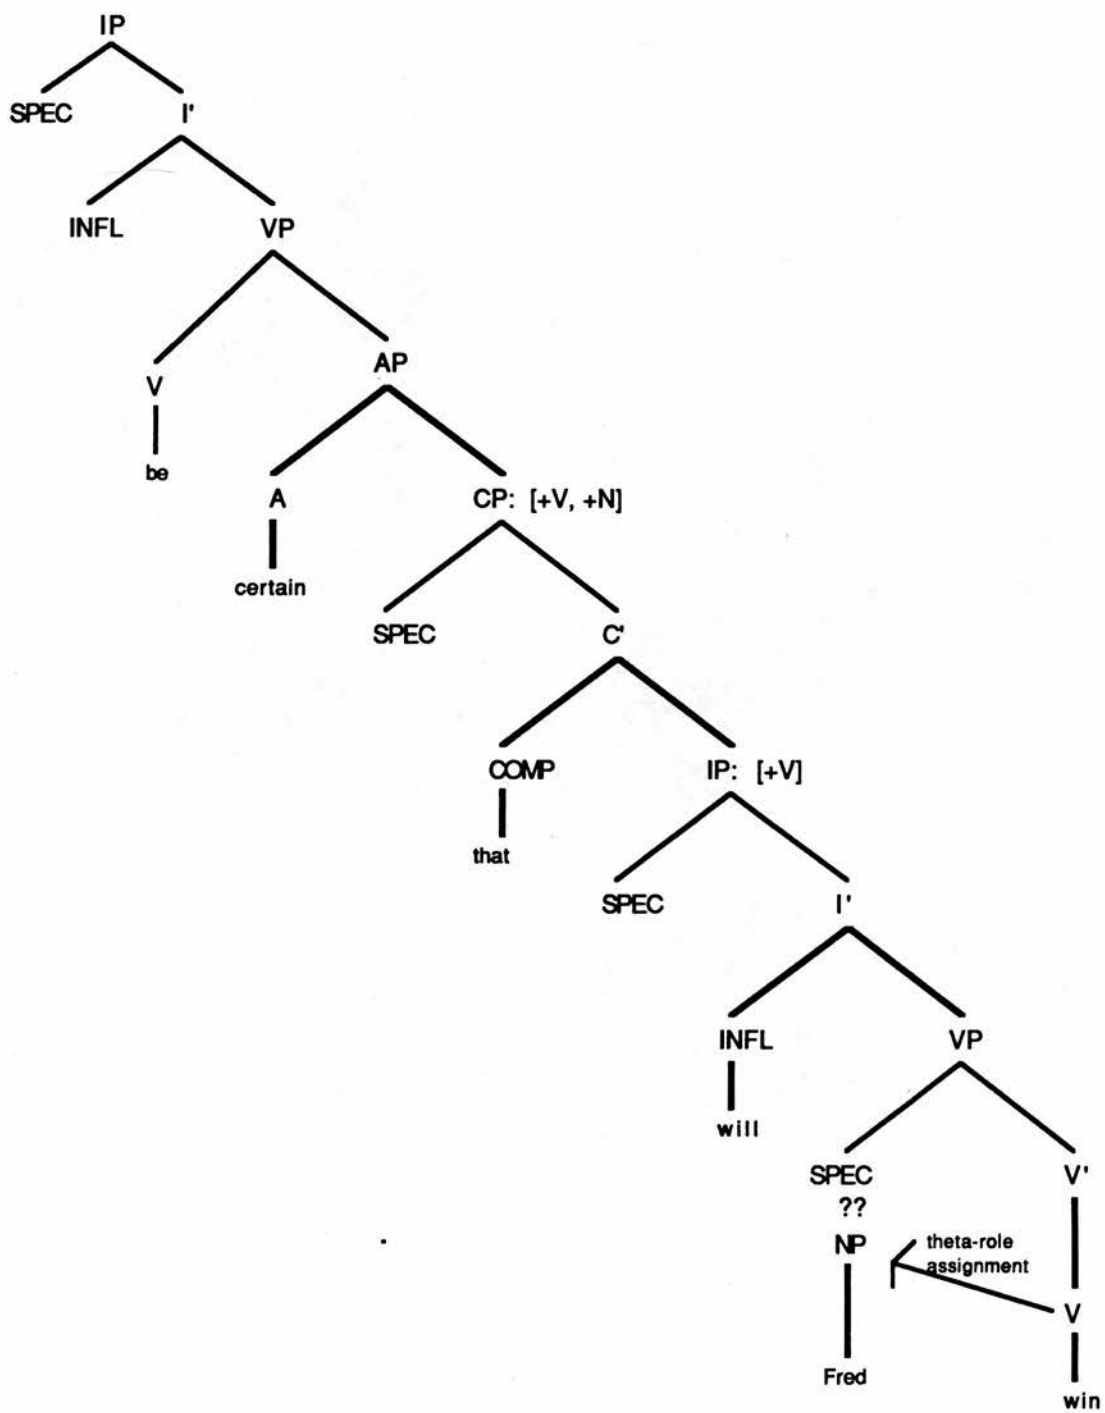 IP
SPEC I'
INFL VP
AP
V
be
A CP: [+V, +N]
certain
SPEC C'
COMP IP: [+V]
that
SPEC I'
INFL VP
will
SPEC V'
??
NP theta-role
assignment
V
Fred
win